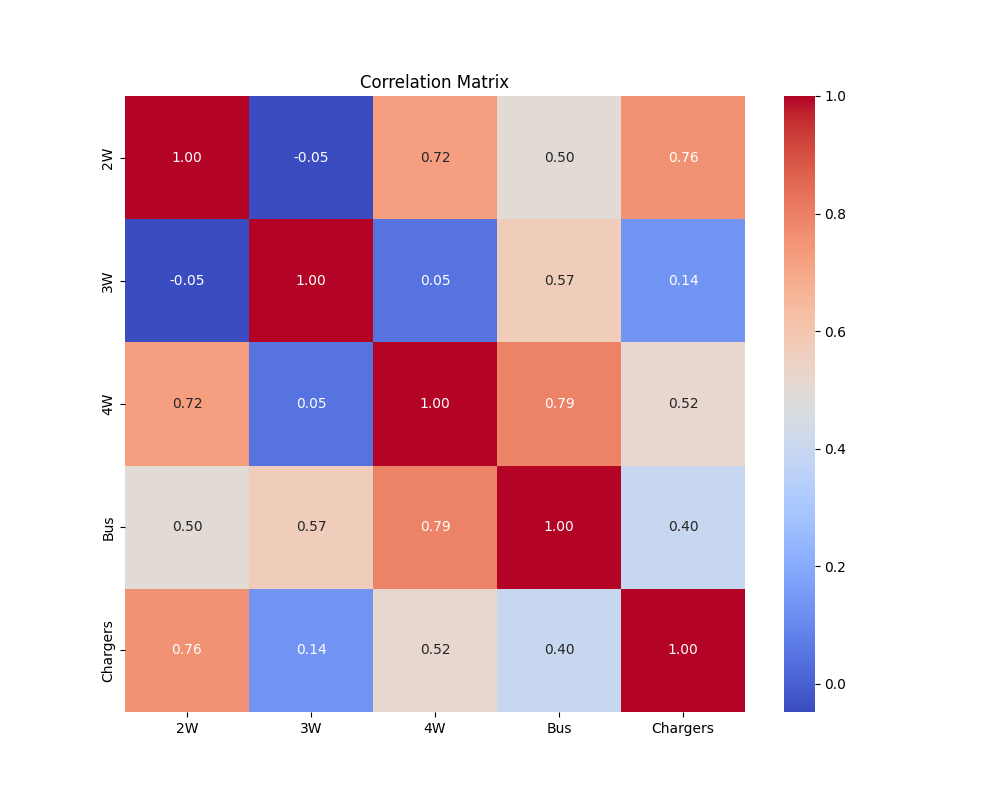 Correlation Matrix
2W 1.00 -0.05 0.72 0.50 0.76
3W -0.05 1.00 0.05 0.57 0.14
4W 0.72 0.05 1.00 0.79 0.52
Bus 0.50 0.57 0.79 1.00 0.40
Chargers 0.76 0.14 0.52 0.40 1.00
2W 3W 4W Bus Chargers
1.0
0.8
0.6
0.4
0.2
0.0